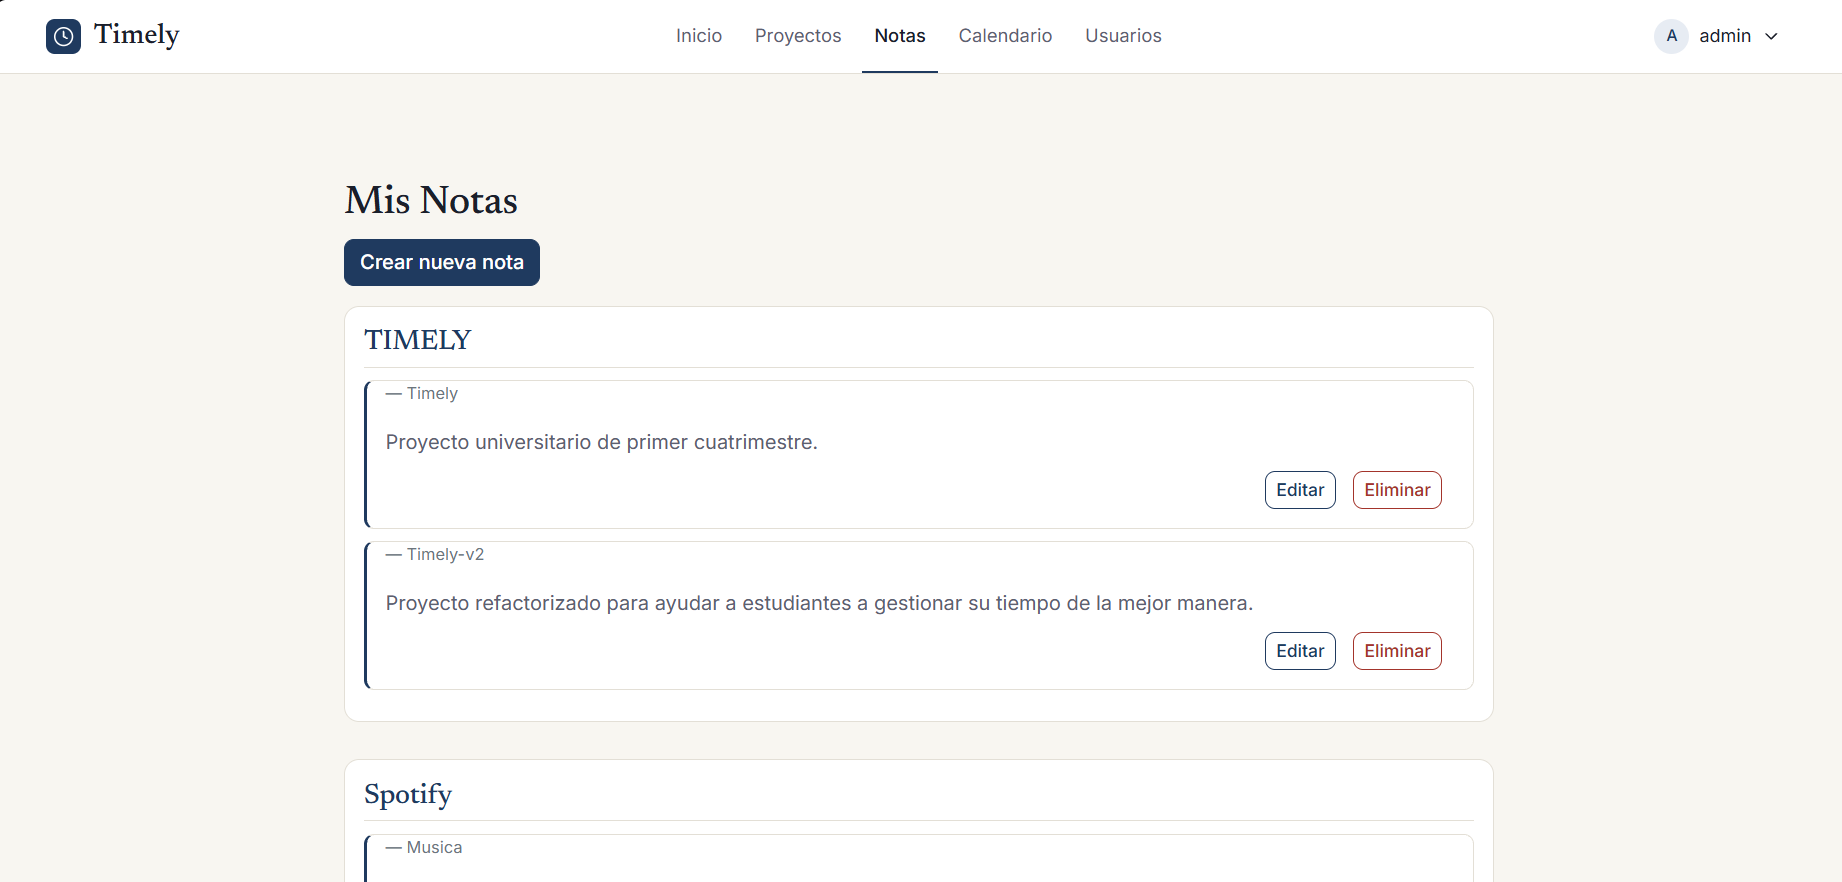 Timely
Inicio Proyectos Notas Calendario Usuarios
A admin
Mis Notas
Crear nueva nota
TIMELY
— Timely
Proyecto universitario de primer cuatrimestre.
Editar Eliminar
— Timely-v2
Proyecto refactorizado para ayudar a estudiantes a gestionar su tiempo de la mejor manera.
Editar Eliminar
Spotify
— Musica